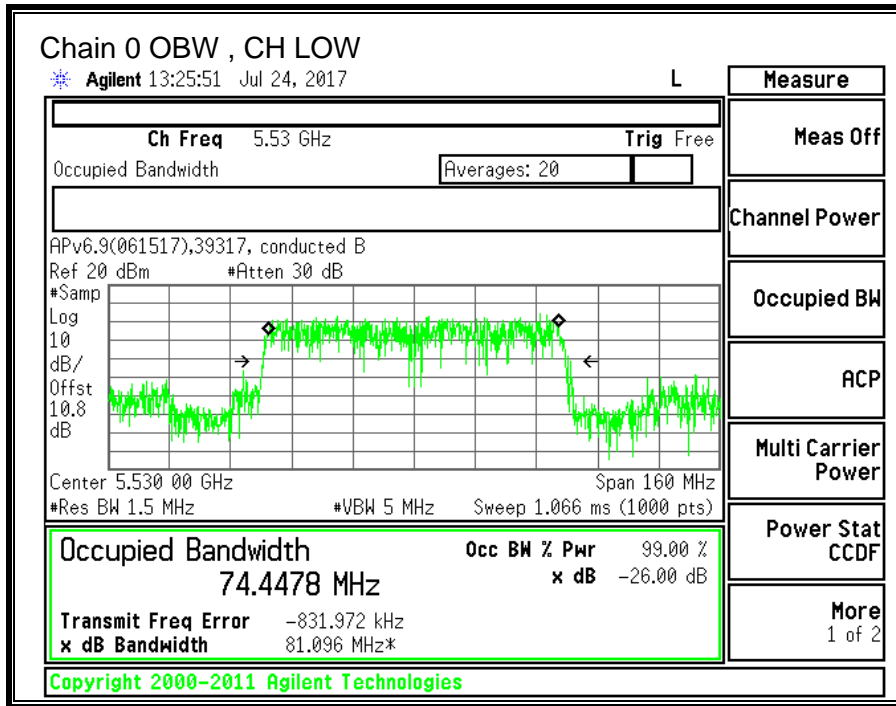 Chain 0 OBW , CH LOW
Agilent 13:25:51 Jul 24, 2017 L
Measure
Ch Freq 5.53 GHz Trig Free
Occupied Bandwidth Averages: 20
APv6.9(061517),39317, conducted B
Ref 20 dBm #Atten 30 dB
#Samp
Log
10
dB/
Offst
10.8
dB
Center 5.530 00 GHz Span 160 MHz
#Res BW 1.5 MHz #VBW 5 MHz Sweep 1.066 ms (1000 pts)
Occupied Bandwidth Occ BW % Pwr 99.00 %
74.4478 MHz x dB -26.00 dB
Transmit Freq Error -831.972 kHz
x dB Bandwidth 81.096 MHz*
Copyright 2000-2011 Agilent Technologies
Meas Off
Channel Power
Occupied BW
ACP
Multi Carrier
Power
Power Stat
CCDF
More
1 of 2